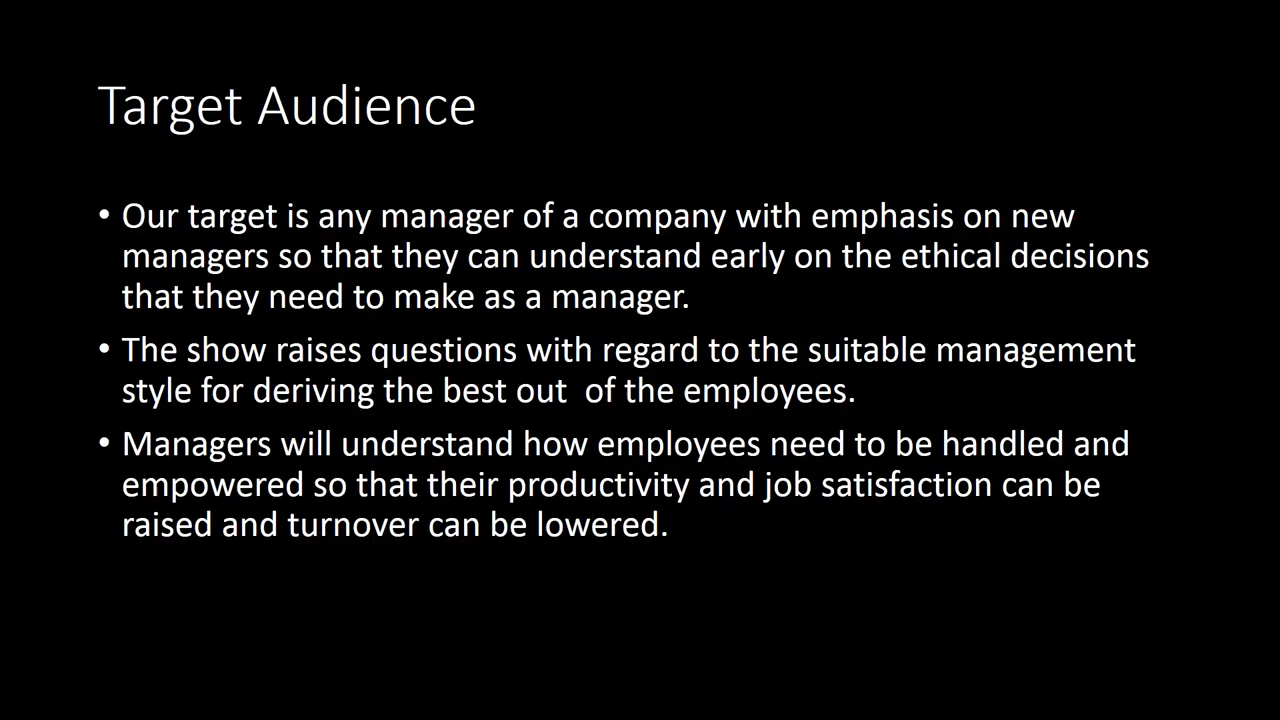 Target Audience
• Our target is any manager of a company with emphasis on new
managers so that they can understand early on the ethical decisions
that they need to make as a manager.
• The show raises questions with regard to the suitable management
style for deriving the best out  of the employees.
• Managers will understand how employees need to be handled and
empowered so that their productivity and job satisfaction can be
raised and turnover can be lowered.